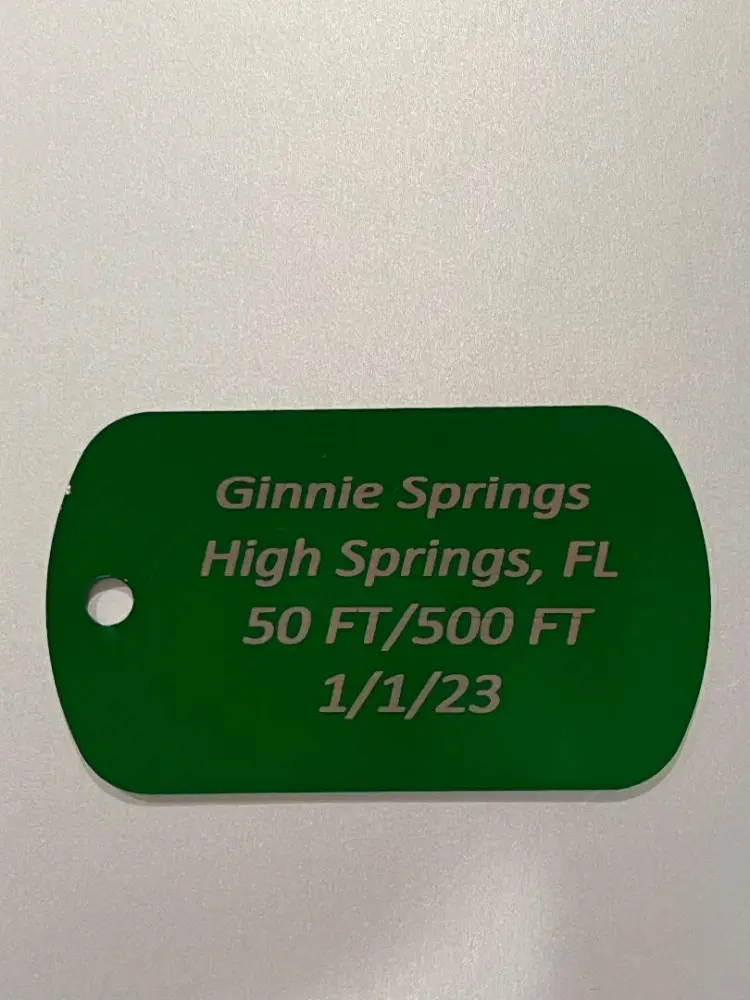 Ginnie Springs
High Springs, FL
50 FT/500 FT
1/1/23